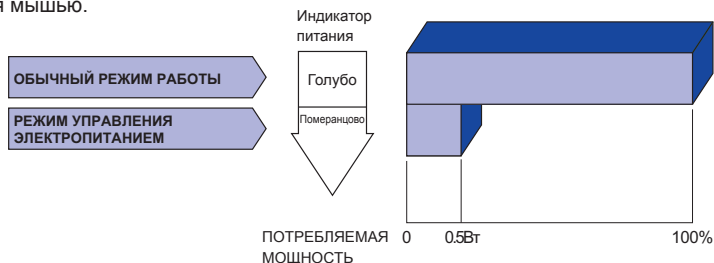 я мышью.
Индикатор
питания
ОБЫЧНЫЙ РЕЖИМ РАБОТЫ
Голубо
РЕЖИМ УПРАВЛЕНИЯ
ЭЛЕКТРОПИТАНИЕМ
Померанцово
ПОТРЕБЛЯЕМАЯ
МОЩНОСТЬ
0 0.5Вт 100%